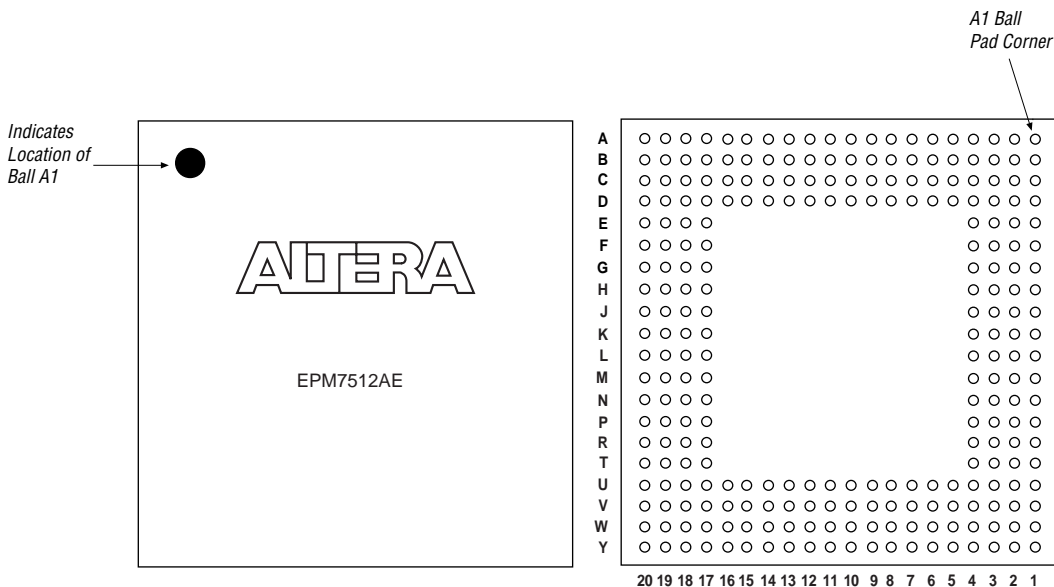 A1 Ball
Pad Corner
Indicates
Location of
Ball A1
ALTERA
EPM7512AE
A
B
C
D
E
F
G
H
J
K
L
M
N
P
R
T
U
V
W
Y
20 19 18 17 16 15 14 13 12 11 10 9 8 7 6 5 4 3 2 1